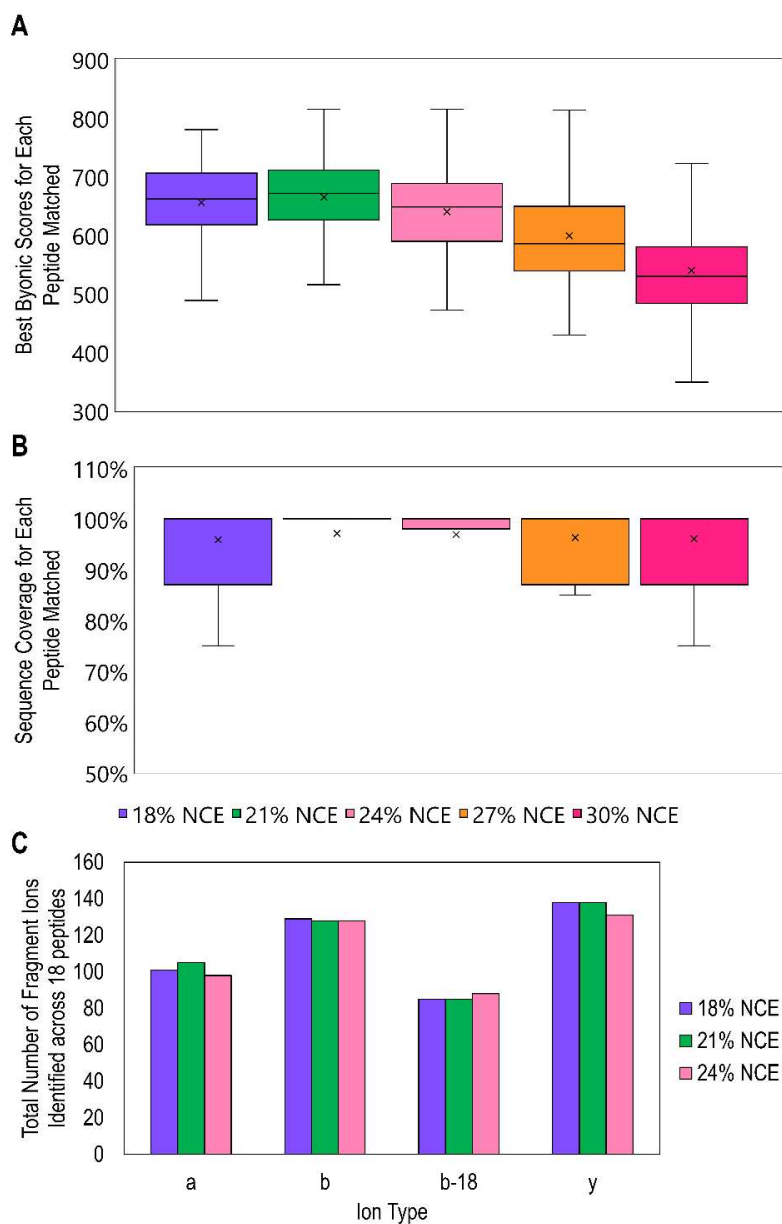 A
Best Byonic Scores for Each
Peptide Matched
900
800
700
600
500
400
300
B
Sequence Coverage for Each
Peptide Matched
110%
100%
90%
80%
70%
60%
50%
18% NCE 21% NCE 24% NCE 27% NCE 30% NCE
C
Total Number of Fragment Ions
Identified across 18 peptides
160
140
120
100
80
60
40
20
0
a b b-18 y
Ion Type
18% NCE
21% NCE
24% NCE